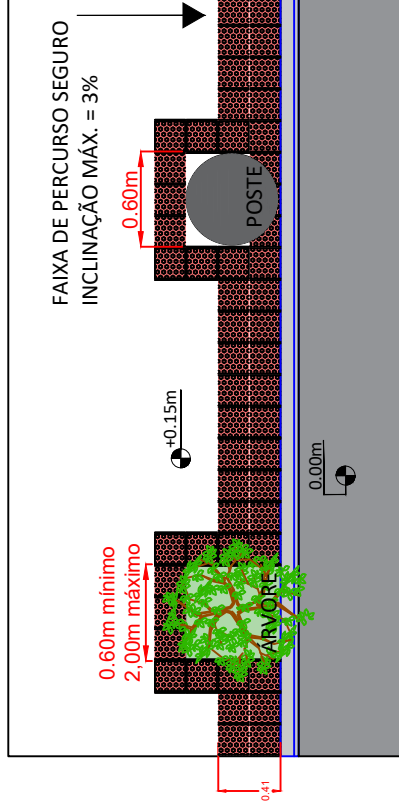 FAIXA DE PERCURSO SEGURO
INCLINAÇÃO MÁX. = 3%
0.60m
POSTE
+0.15m
0.00m
0.60m mínimo
2,00m máximo
ÁRVORE
0.41